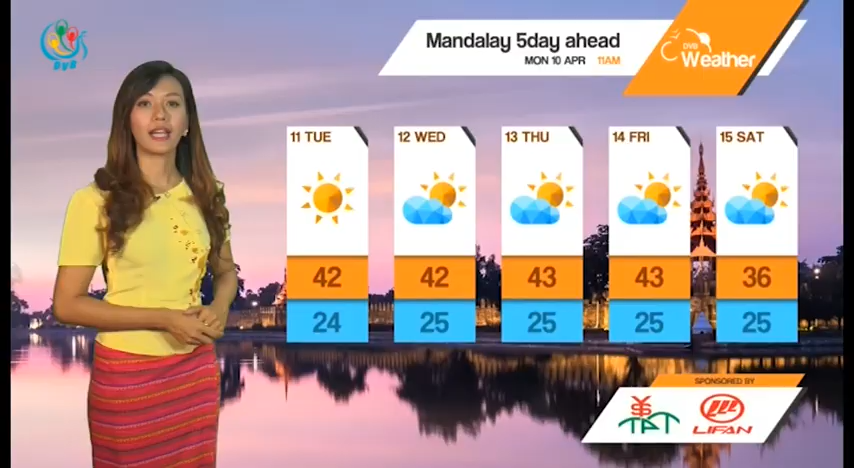 DVB
Mandalay 5day ahead
MON 10 APR 11AM
DVB
Weather
11 TUE
12 WED
13 THU
14 FRI
15 SAT
42
42
43
43
36
24
25
25
25
25
SPONSORED BY
TPT
LIFAN